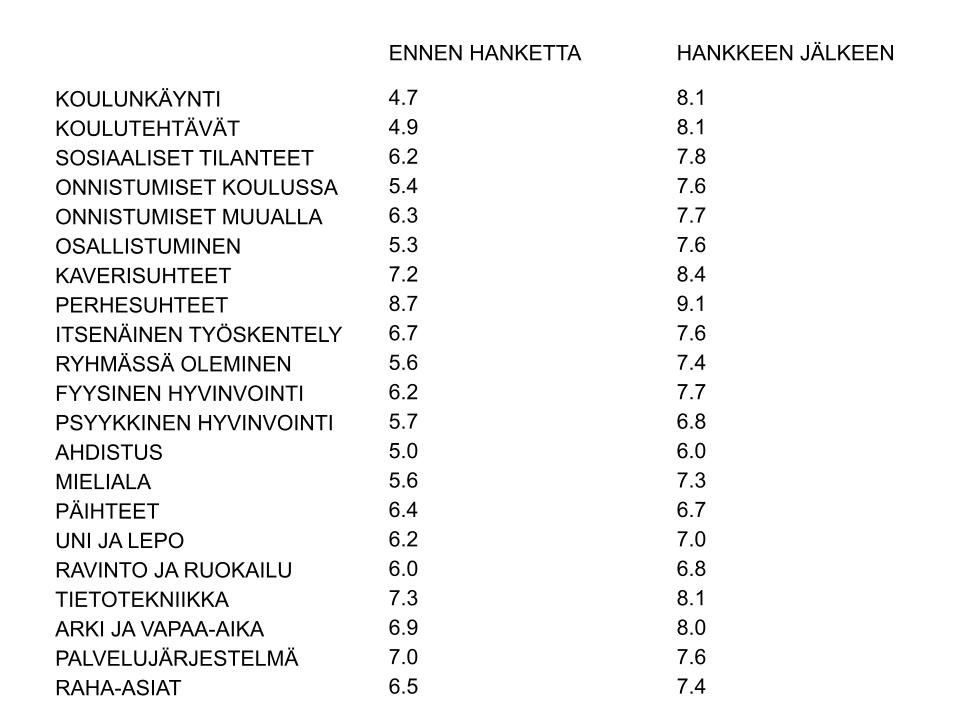 ENNEN HANKETTA HANKKEEN JÄLKEEN
KOULUNKÄYNTI 4.7 8.1
KOULUTEHTÄVÄT 4.9 8.1
SOSIAALISET TILANTEET 6.2 7.8
ONNISTUMISET KOULUSSA 5.4 7.6
ONNISTUMISET MUUALLA 6.3 7.7
OSALLISTUMINEN 5.3 7.6
KAVERISUHTEET 7.2 8.4
PERHESUHTEET 8.7 9.1
ITSENÄINEN TYÖSKENTELY 6.7 7.6
RYHMÄSSÄ OLEMINEN 5.6 7.4
FYYSINEN HYVINVOINTI 6.2 7.7
PSYYKKINEN HYVINVOINTI 5.7 6.8
AHDISTUS 5.0 6.0
MIELIALA 5.6 7.3
PÄIHTEET 6.4 6.7
UNI JA LEPO 6.2 7.0
RAVINTO JA RUOKAILU 6.0 6.8
TIETOTEKNIIKKA 7.3 8.1
ARKI JA VAPAA-AIKA 6.9 8.0
PALVELUJÄRJESTELMÄ 7.0 7.6
RAHA-ASIAT 6.5 7.4